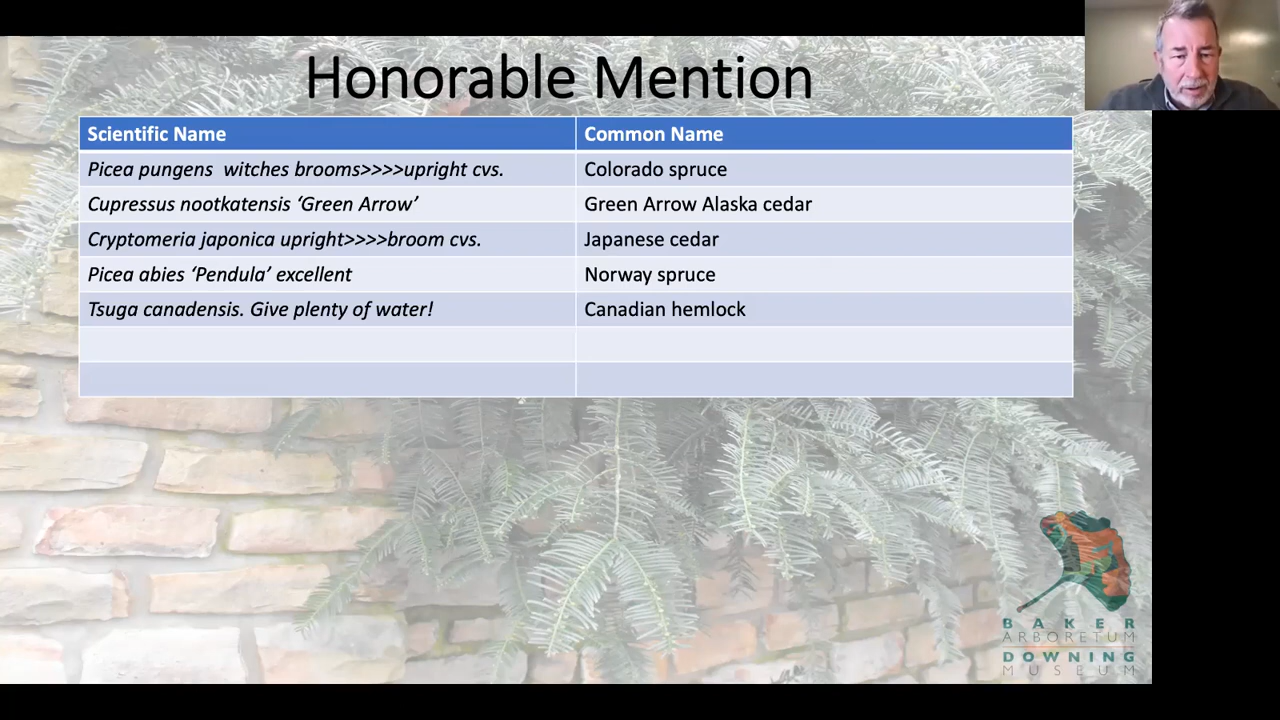 Honorable Mention
Scientific Name Common Name
Picea pungens  witches brooms>>>>upright cvs. Colorado spruce
Cupressus nootkatensis ‘Green Arrow’ Green Arrow Alaska cedar
Cryptomeria japonica upright>>>>broom cvs. Japanese cedar
Picea abies ‘Pendula’ excellent Norway spruce
Tsuga canadensis. Give plenty of water! Canadian hemlock
BAKER
ARBORETUM
DOWNING
MUSEUM